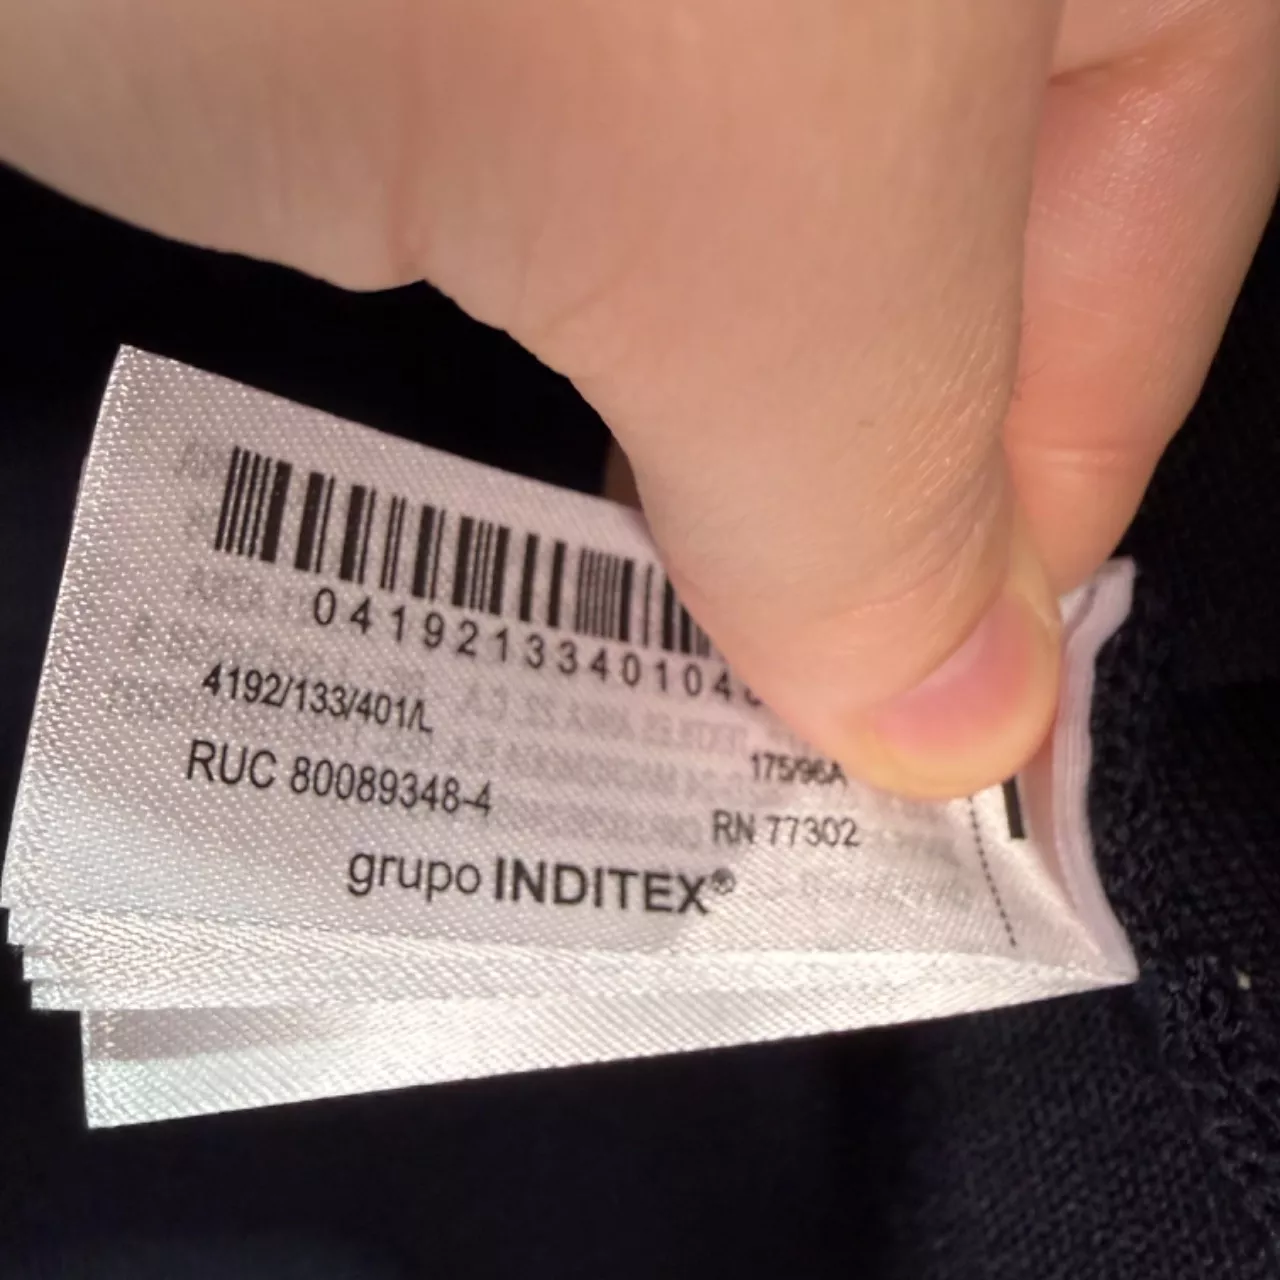 0419213340104
4192/133/401/L
175/96A
RUC 80089348-4
RN 77302
grupo INDITEX®